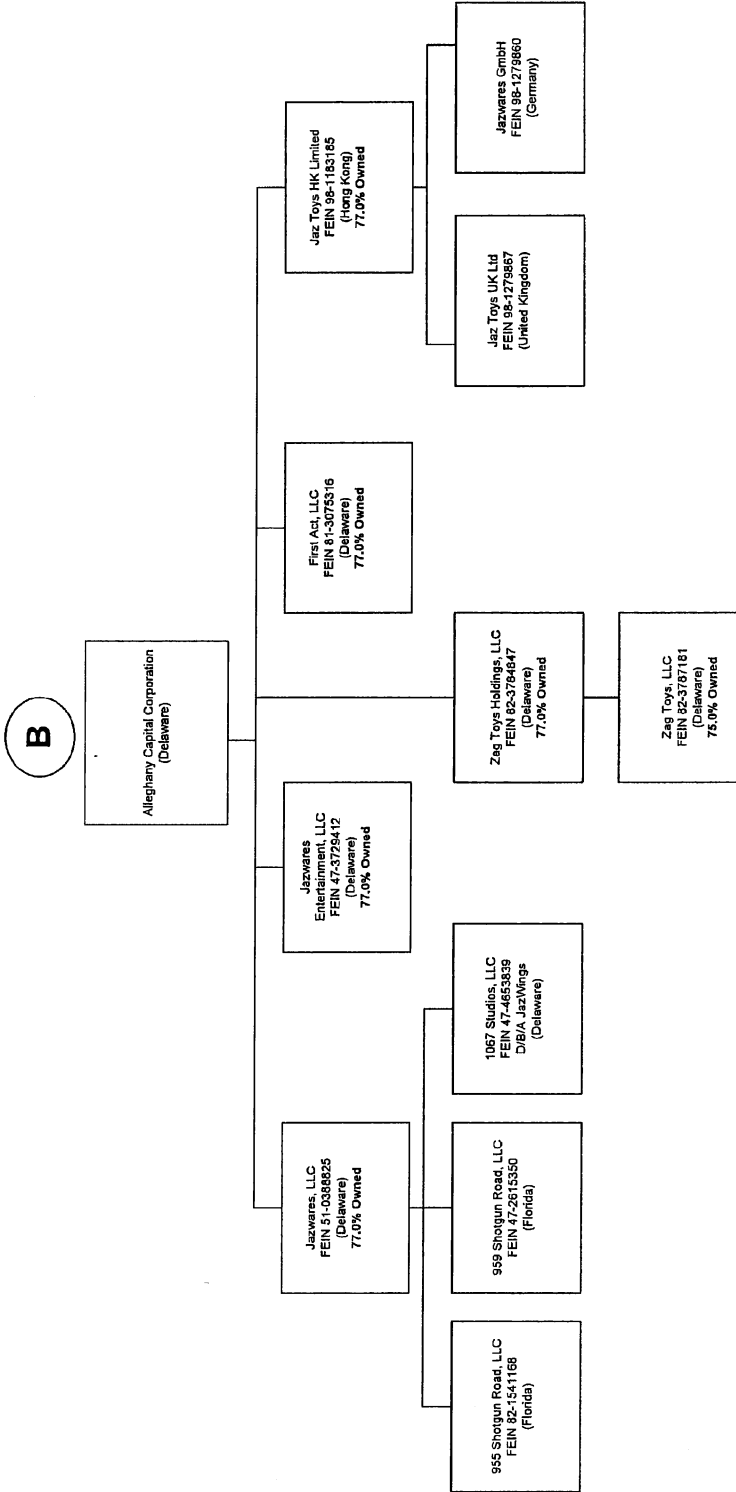 B
Alleghany Capital Corporation
(Delaware)
Jazwares, LLC
FEIN 51-0388825
(Delaware)
77.0% Owned
Jazwares
Entertainment, LLC
FEIN 47-3729412
(Delaware)
77.0% Owned
First Act, LLC
FEIN 81-3075316
(Delaware)
77.0% Owned
Jaz Toys HK Limited
FEIN 98-1183185
(Hong Kong)
77.0% Owned
955 Shotgun Road, LLC
FEIN 82-1541168
(Florida)
959 Shotgun Road, LLC
FEIN 47-2615350
(Florida)
1067 Studios, LLC
FEIN 47-4653839
D/B/A JazWings
(Delaware)
Zag Toys Holdings, LLC
FEIN 82-3784847
(Delaware)
77.0% Owned
Jaz Toys UK Ltd
FEIN 98-1279867
(United Kingdom)
Jazwares GmbH
FEIN 98-1279860
(Germany)
Zag Toys, LLC
FEIN 82-3787181
(Delaware)
75.0% Owned